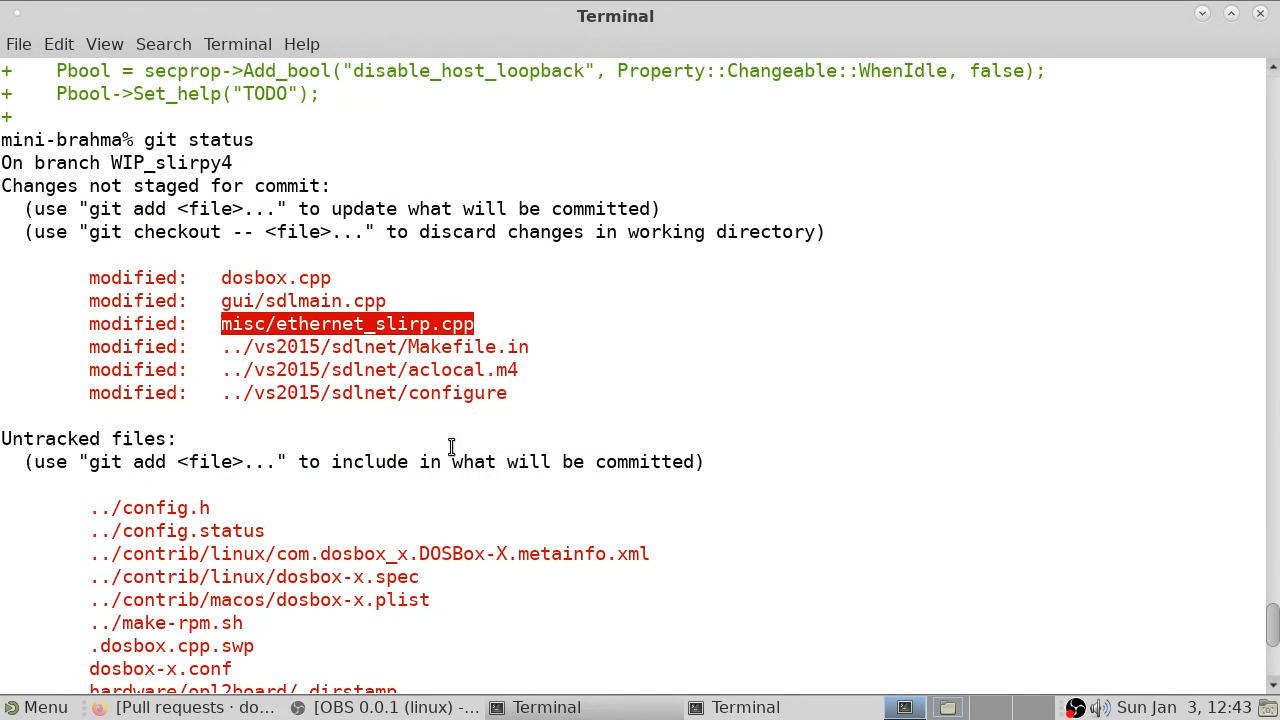 Terminal
File Edit View Search Terminal Help
+    Pbool = secprop->Add_bool("disable_host_loopback", Property::Changeable::WhenIdle, false);
+    Pbool->Set_help("TODO");
+
mini-brahma% git status
On branch WIP_slirpy4
Changes not staged for commit:
  (use "git add <file>..." to update what will be committed)
  (use "git checkout -- <file>..." to discard changes in working directory)
        modified:   dosbox.cpp
        modified:   gui/sdlmain.cpp
        modified:   misc/ethernet_slirp.cpp
        modified:   ../vs2015/sdlnet/Makefile.in
        modified:   ../vs2015/sdlnet/aclocal.m4
        modified:   ../vs2015/sdlnet/configure
Untracked files:
  (use "git add <file>..." to include in what will be committed)
        ../config.h
        ../config.status
        ../contrib/linux/com.dosbox_x.DOSBox-X.metainfo.xml
        ../contrib/linux/dosbox-x.spec
        ../contrib/macos/dosbox-x.plist
        ../make-rpm.sh
        .dosbox.cpp.swp
        dosbox-x.conf
        hardware/opl2board/.dirstamp
Menu [Pull requests · do... [OBS 0.0.1 (linux) -... Terminal Terminal Sun Jan  3, 12:43